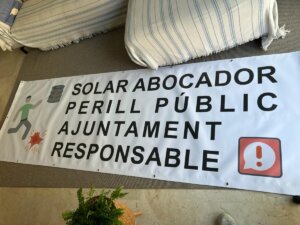 SOLAR ABOCADOR
PERILL PÚBLIC
AJUNTAMENT
RESPONSABLE